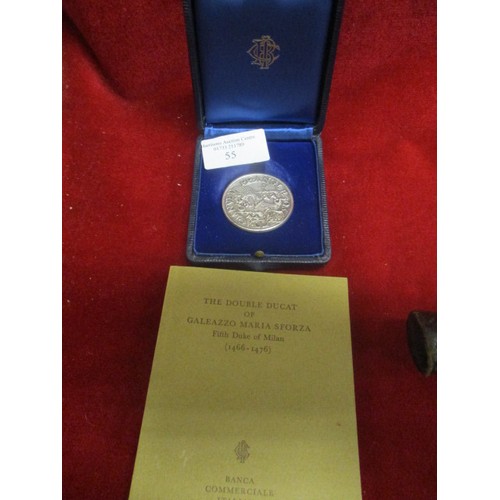 55
THE DOUBLE DUCAT
OF
GALEAZZO MARIA SFORZA
Fifth Duke of Milan
(1466-1476)
BANCA
COMMERCIALE